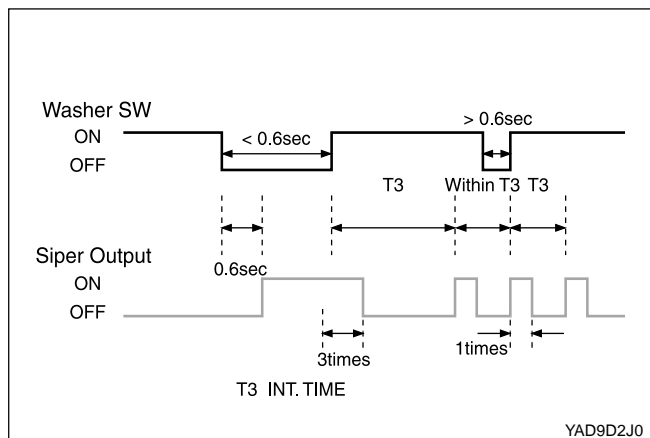 Washer SW
ON
OFF
< 0.6sec
> 0.6sec
T3
Within T3
T3
0.6sec
Siper Output
ON
OFF
3times
1times
T3 INT. TIME
YAD9D2J0